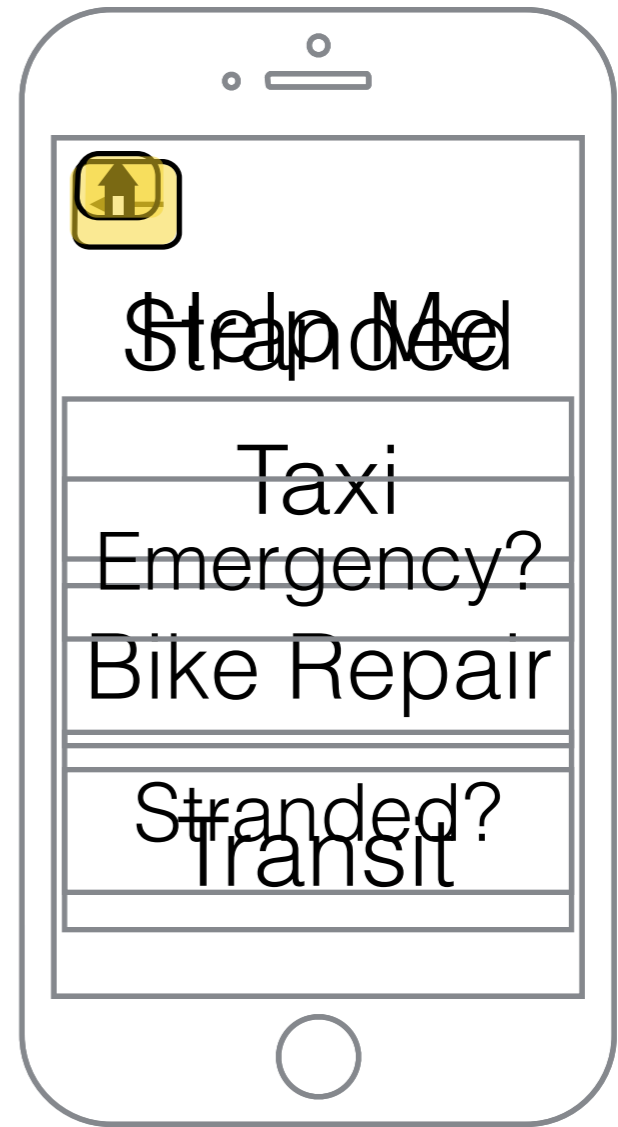 Help Me
Stranded
Taxi
Emergency?
Bike Repair
Stranded?
Transit